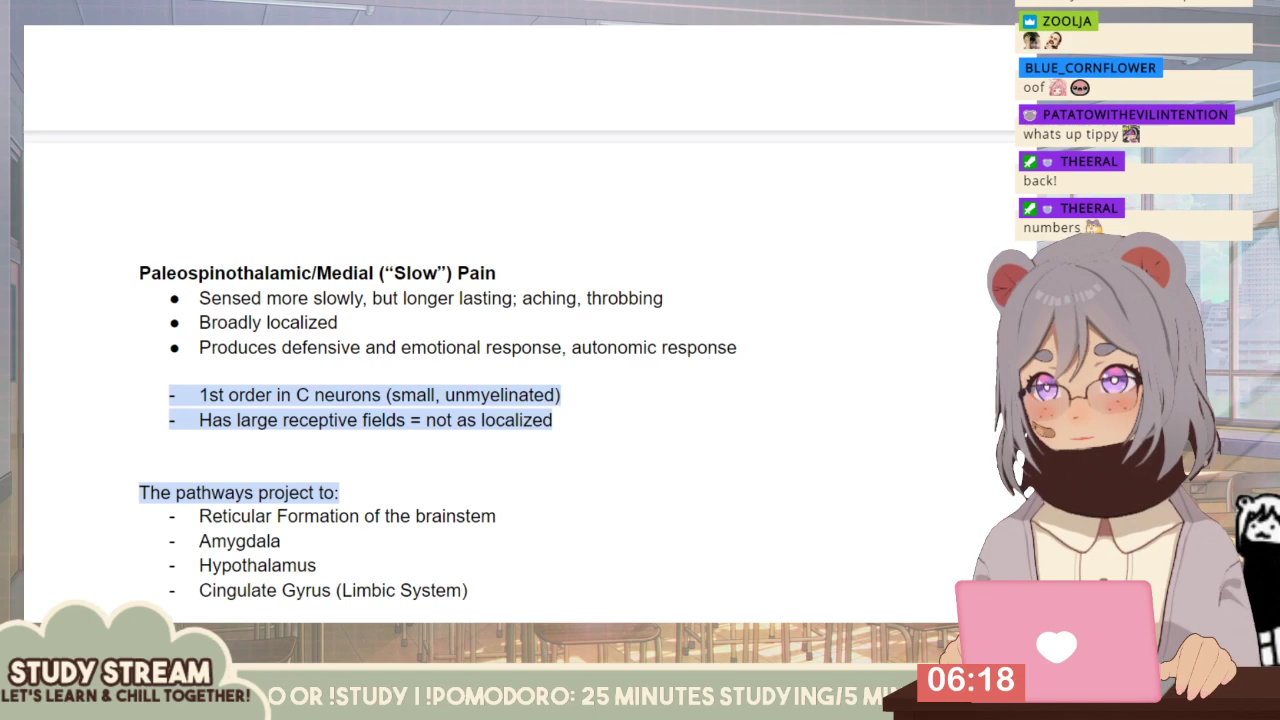 Paleospinothalamic/Medial (“Slow”) Pain
● Sensed more slowly, but longer lasting; aching, throbbing
● Broadly localized
● Produces defensive and emotional response, autonomic response
- 1st order in C neurons (small, unmyelinated)
- Has large receptive fields = not as localized
The pathways project to:
- Reticular Formation of the brainstem
- Amygdala
- Hypothalamus
- Cingulate Gyrus (Limbic System)
ZOOLJA
BLUE_CORNFLOWER
oof
PATATOWITHEVILINTENTION
whats up tippy
THEERAL
back!
THEERAL
numbers
STUDY STREAM
LET'S LEARN & CHILL TOGETHER!
O OR !STUDY | !POMODORO: 25 MINUTES STUDYING/5 MI
06:18